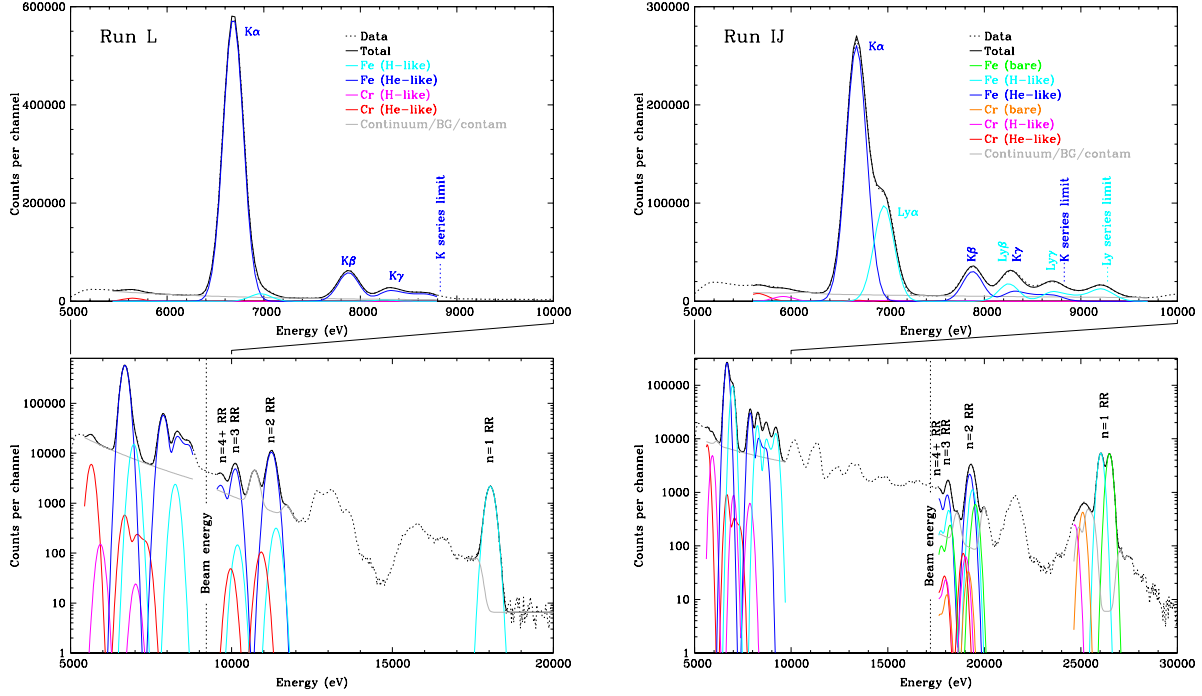 Run L
Kα
Kβ
Kγ
K series limit
Data
Total
Fe (H-like)
Fe (He-like)
Cr (H-like)
Cr (He-like)
Continuum/BG/contam
Counts per channel
600000
400000
200000
0
5000 6000 7000 8000 9000 10000
Energy (eV)
Run IJ
Kα
Lyα
Kβ
Lyβ
Kγ
Lyγ
K series limit
Ly series limit
Data
Total
Fe (bare)
Fe (H-like)
Fe (He-like)
Cr (bare)
Cr (H-like)
Cr (He-like)
Continuum/BG/contam
Counts per channel
300000
200000
100000
0
5000 6000 7000 8000 9000 10000
Energy (eV)
Counts per channel
100000
10000
1000
100
10
1
Beam energy
n=4+ RR
n=3 RR
n=2 RR
n=1 RR
5000 10000 15000 20000
Energy (eV)
Counts per channel
100000
10000
1000
100
10
1
Beam energy
n=4+ RR
n=3 RR
n=2 RR
n=1 RR
5000 10000 15000 20000 25000 30000
Energy (eV)